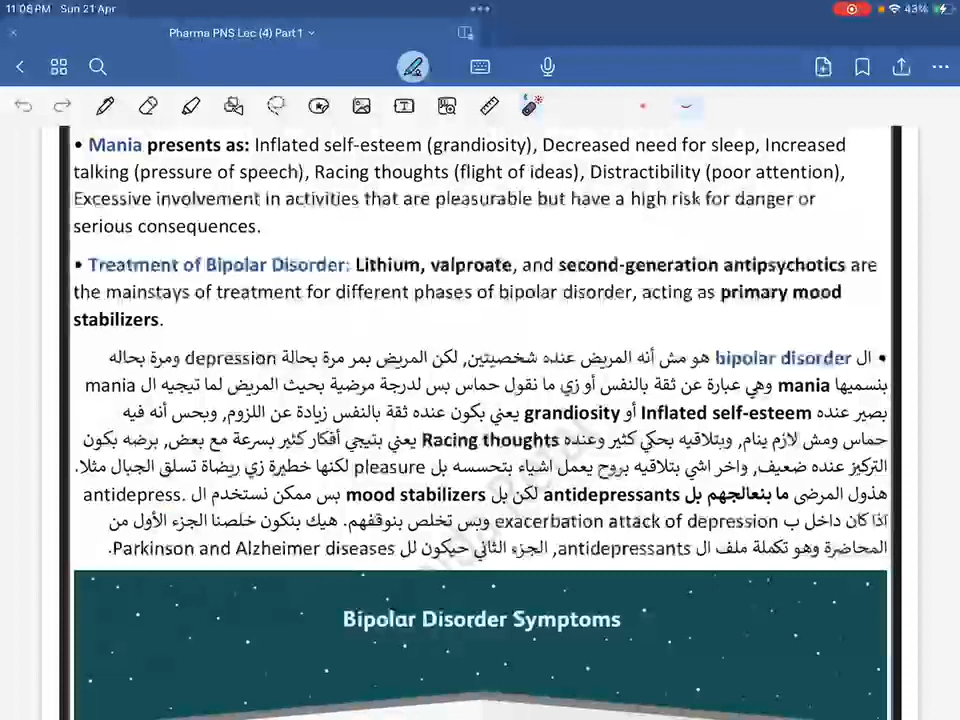 11:08 PM Sun 21 Apr
43%
Pharma PNS Lec (4) Part 1
• Mania presents as: Inflated self-esteem (grandiosity), Decreased need for sleep, Increased
talking (pressure of speech), Racing thoughts (flight of ideas), Distractibility (poor attention),
Excessive involvement in activities that are pleasurable but have a high risk for danger or
serious consequences.
• Treatment of Bipolar Disorder: Lithium, valproate, and second-generation antipsychotics are
the mainstays of treatment for different phases of bipolar disorder, acting as primary mood
stabilizers.
• ال bipolar disorder هو مش أنه المريض عنده شخصيتين, لكن المريض بمر مرة بحالة depression ومرة بحاله
بنسميها mania وهي عبارة عن ثقة بالنفس أو زي ما نقول حماس بس لدرجة مرضية بحيث المريض لما تيجيه ال mania
بصير عنده Inflated self-esteem أو grandiosity يعني بكون عنده ثقة بالنفس زيادة عن اللزوم, وبحس أنه فيه
حماس ومش لازم ينام, وبتلاقيه بحكي كثير وعنده Racing thoughts يعني بتيجي أفكار كثير بسرعة مع بعض, برضه بكون
التركيز عنده ضعيف, واخر اشي بتلاقيه بروح يعمل اشياء بتحسسه بل pleasure لكنها خطيرة زي رياضة تسلق الجبال مثلا.
هذول المرضى ما بنعالجهم بل antidepressants لكن بل mood stabilizers بس ممكن نستخدم ال antidepress.
اذا كان داخل ب exacerbation attack of depression وبس تخلص بنوقفهم. هيك بنكون خلصنا الجزء الأول من
المحاضرة وهو تكملة ملف ال antidepressants, الجزء الثاني حيكون لل Parkinson and Alzheimer diseases.
Bipolar Disorder Symptoms